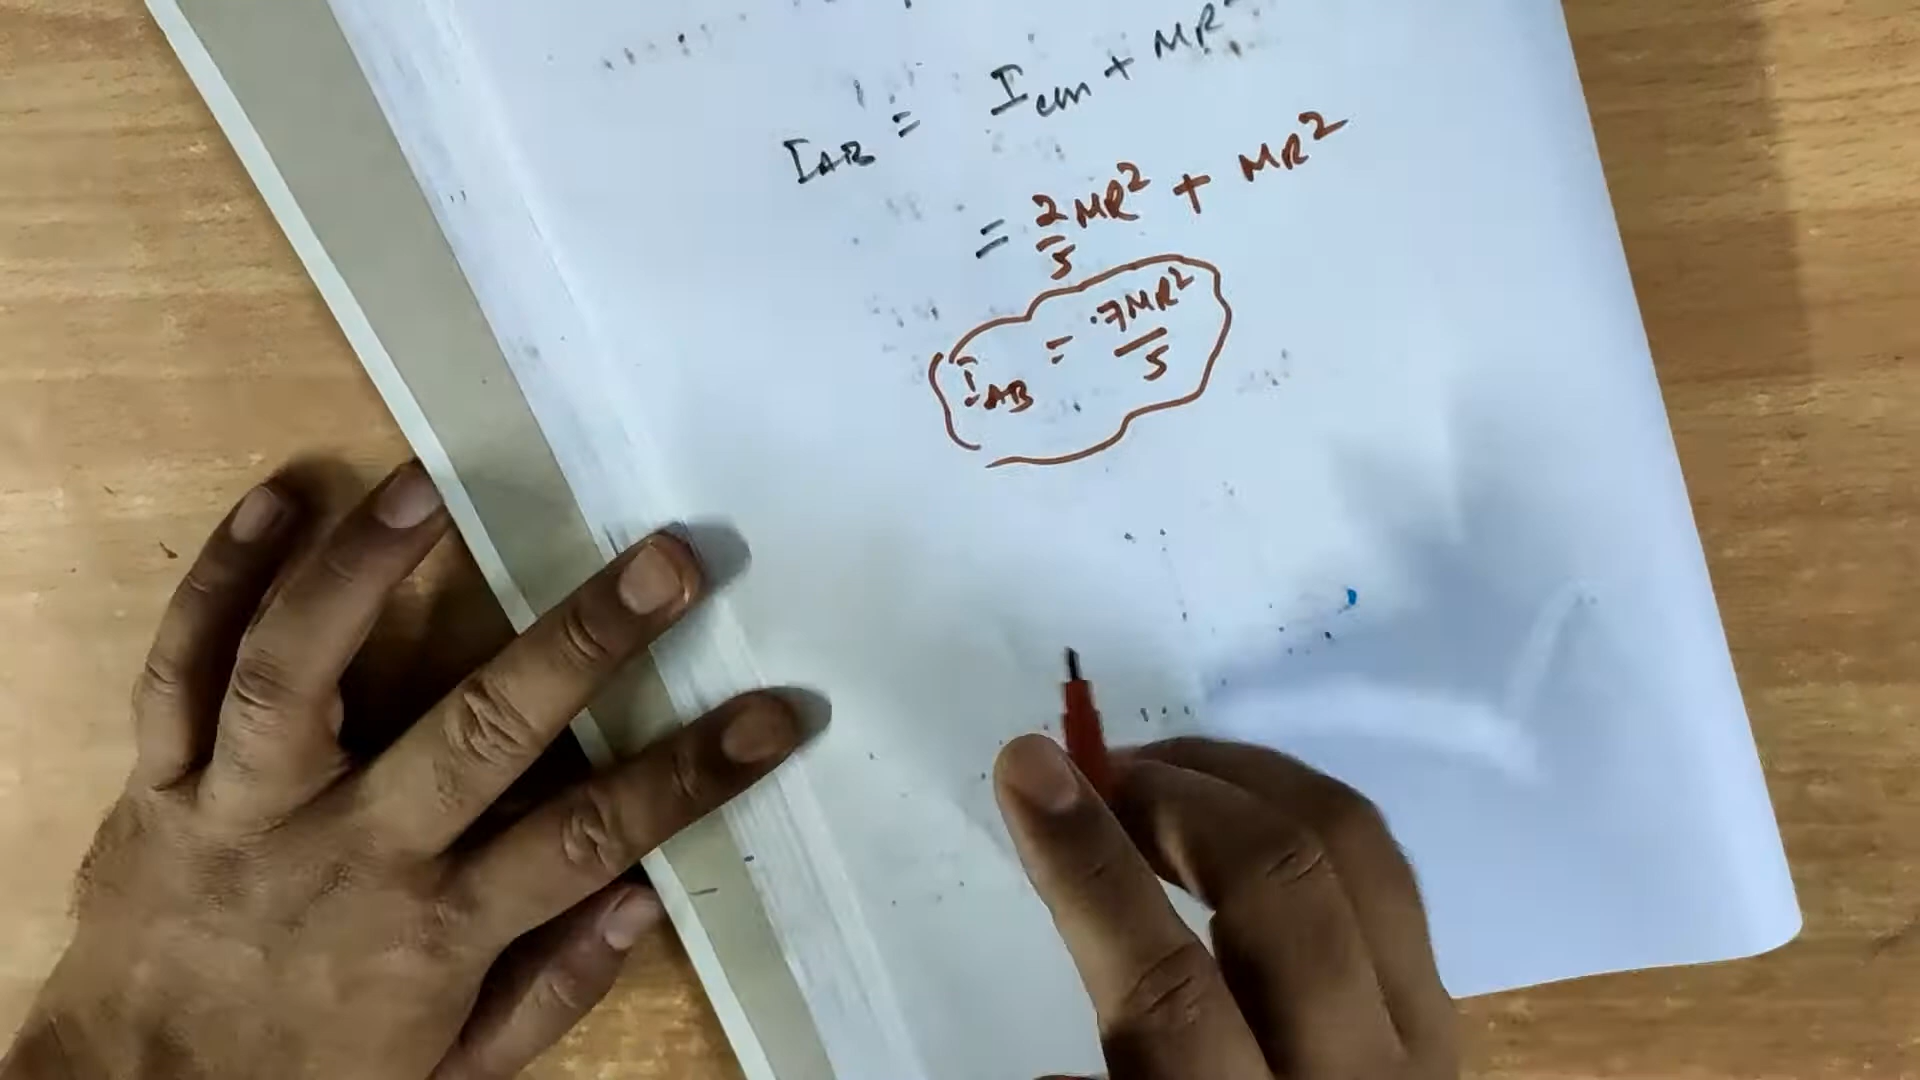 I_AB = I_cm + MR²
= 2/5 MR² + MR²
I_AB = 7MR²/5